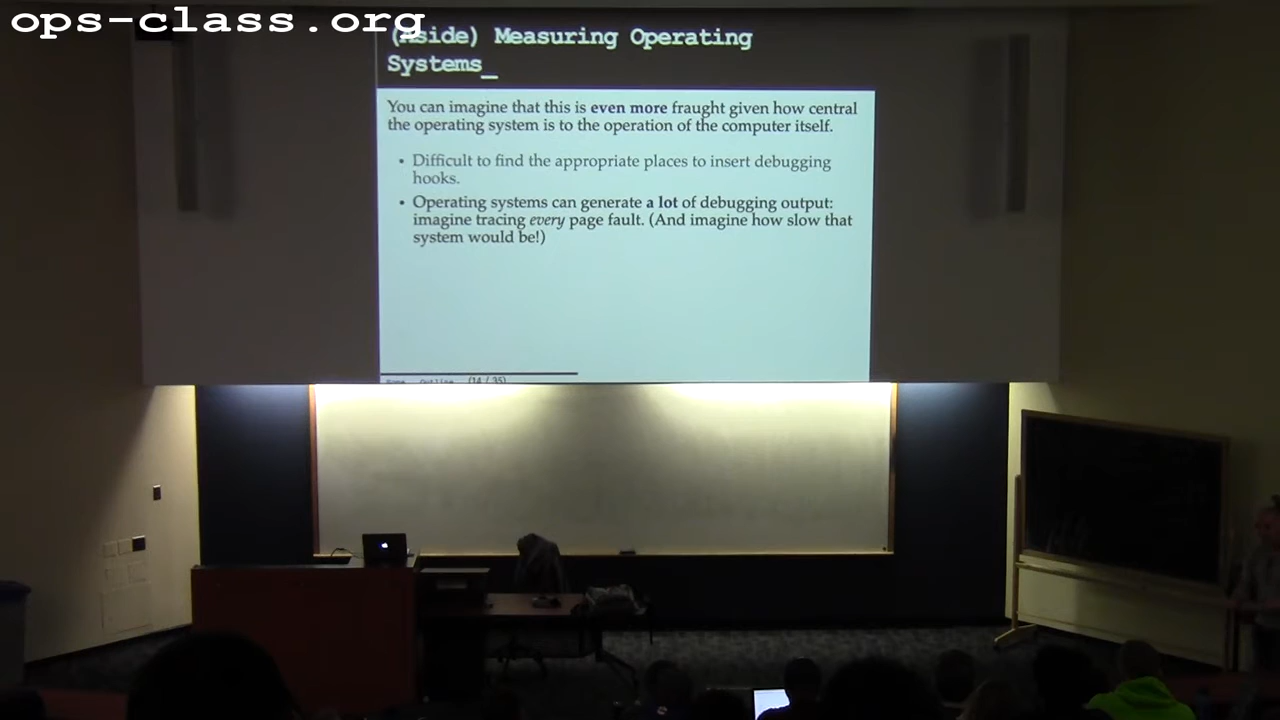 ops-class.org
(Aside) Measuring Operating
Systems_
You can imagine that this is even more fraught given how central
the operating system is to the operation of the computer itself.
• Difficult to find the appropriate places to insert debugging
hooks.
• Operating systems can generate a lot of debugging output:
imagine tracing every page fault. (And imagine how slow that
system would be!)
(14 / 35)